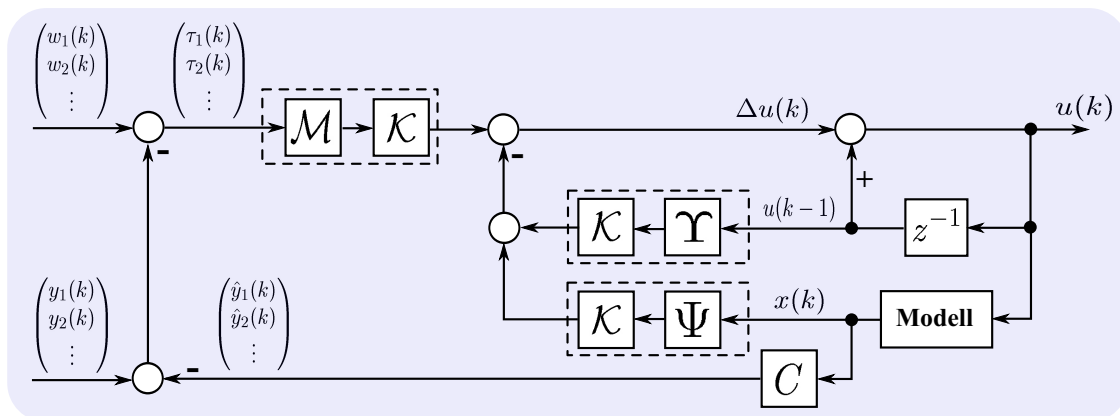 w₁(k)
w₂(k)
⋮
τ₁(k)
τ₂(k)
⋮
Δu(k)
u(k)
ℳ
𝒦
-
-
+
𝒦
ϒ
u(k − 1)
z⁻¹
y₁(k)
y₂(k)
⋮
ŷ₁(k)
ŷ₂(k)
⋮
𝒦
Ψ
x(k)
Modell
-
C